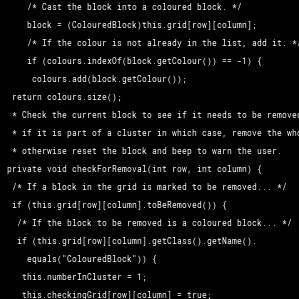 /* Cast the block into a coloured block. */
block = (ColouredBlock)this.grid[row][column];
/* If the colour is not already in the list, add it. */
if (colours.indexOf(block.getColour()) == -1) {
colours.add(block.getColour());
return colours.size();
* Check the current block to see if it needs to be removed
* if it is part of a cluster in which case, remove the who
* otherwise reset the block and beep to warn the user.
private void checkForRemoval(int row, int column) {
/* If a block in the grid is marked to be removed... */
if (this.grid[row][column].toBeRemoved()) {
/* If the block to be removed is a coloured block... */
if (this.grid[row][column].getClass().getName().
equals("ColouredBlock")) {
this.numberInCluster = 1;
this.checkingGrid[row][column] = true;